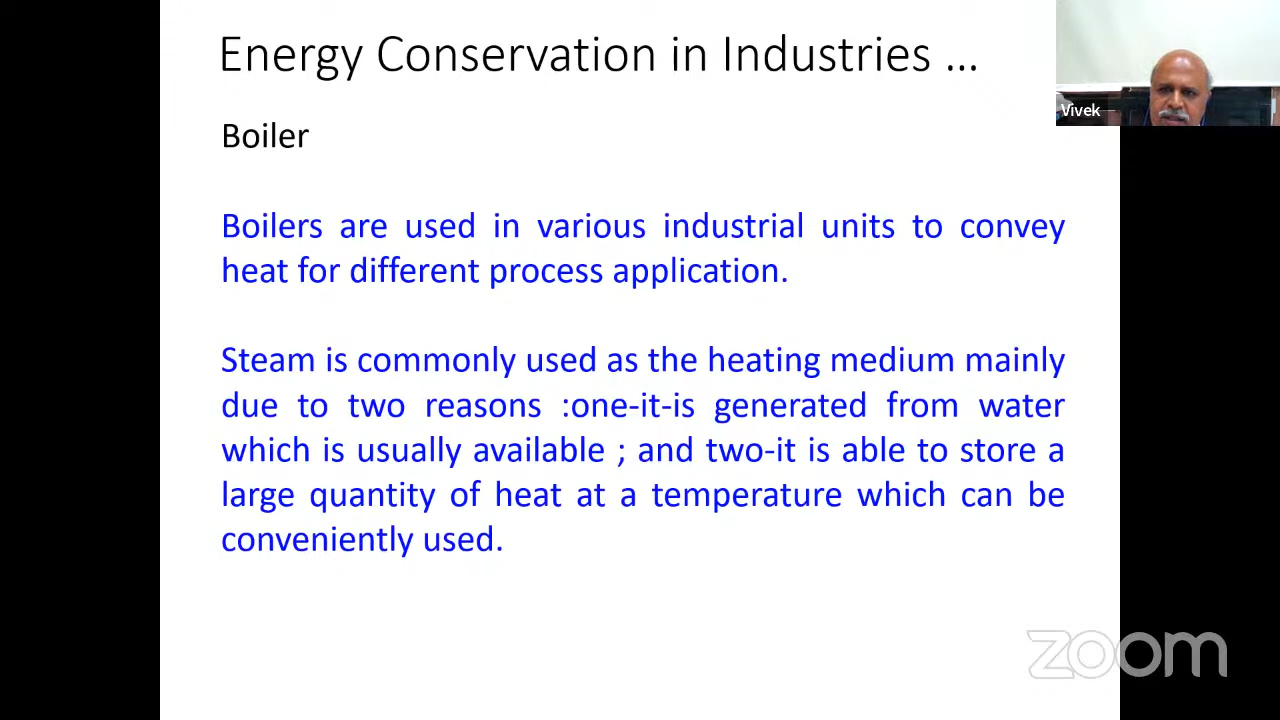 Energy Conservation in Industries ...
Vivek
Boiler
Boilers are used in various industrial units to convey
heat for different process application.
Steam is commonly used as the heating medium mainly
due to two reasons :one-it-is generated from water
which is usually available ; and two-it is able to store a
large quantity of heat at a temperature which can be
conveniently used.
zoom